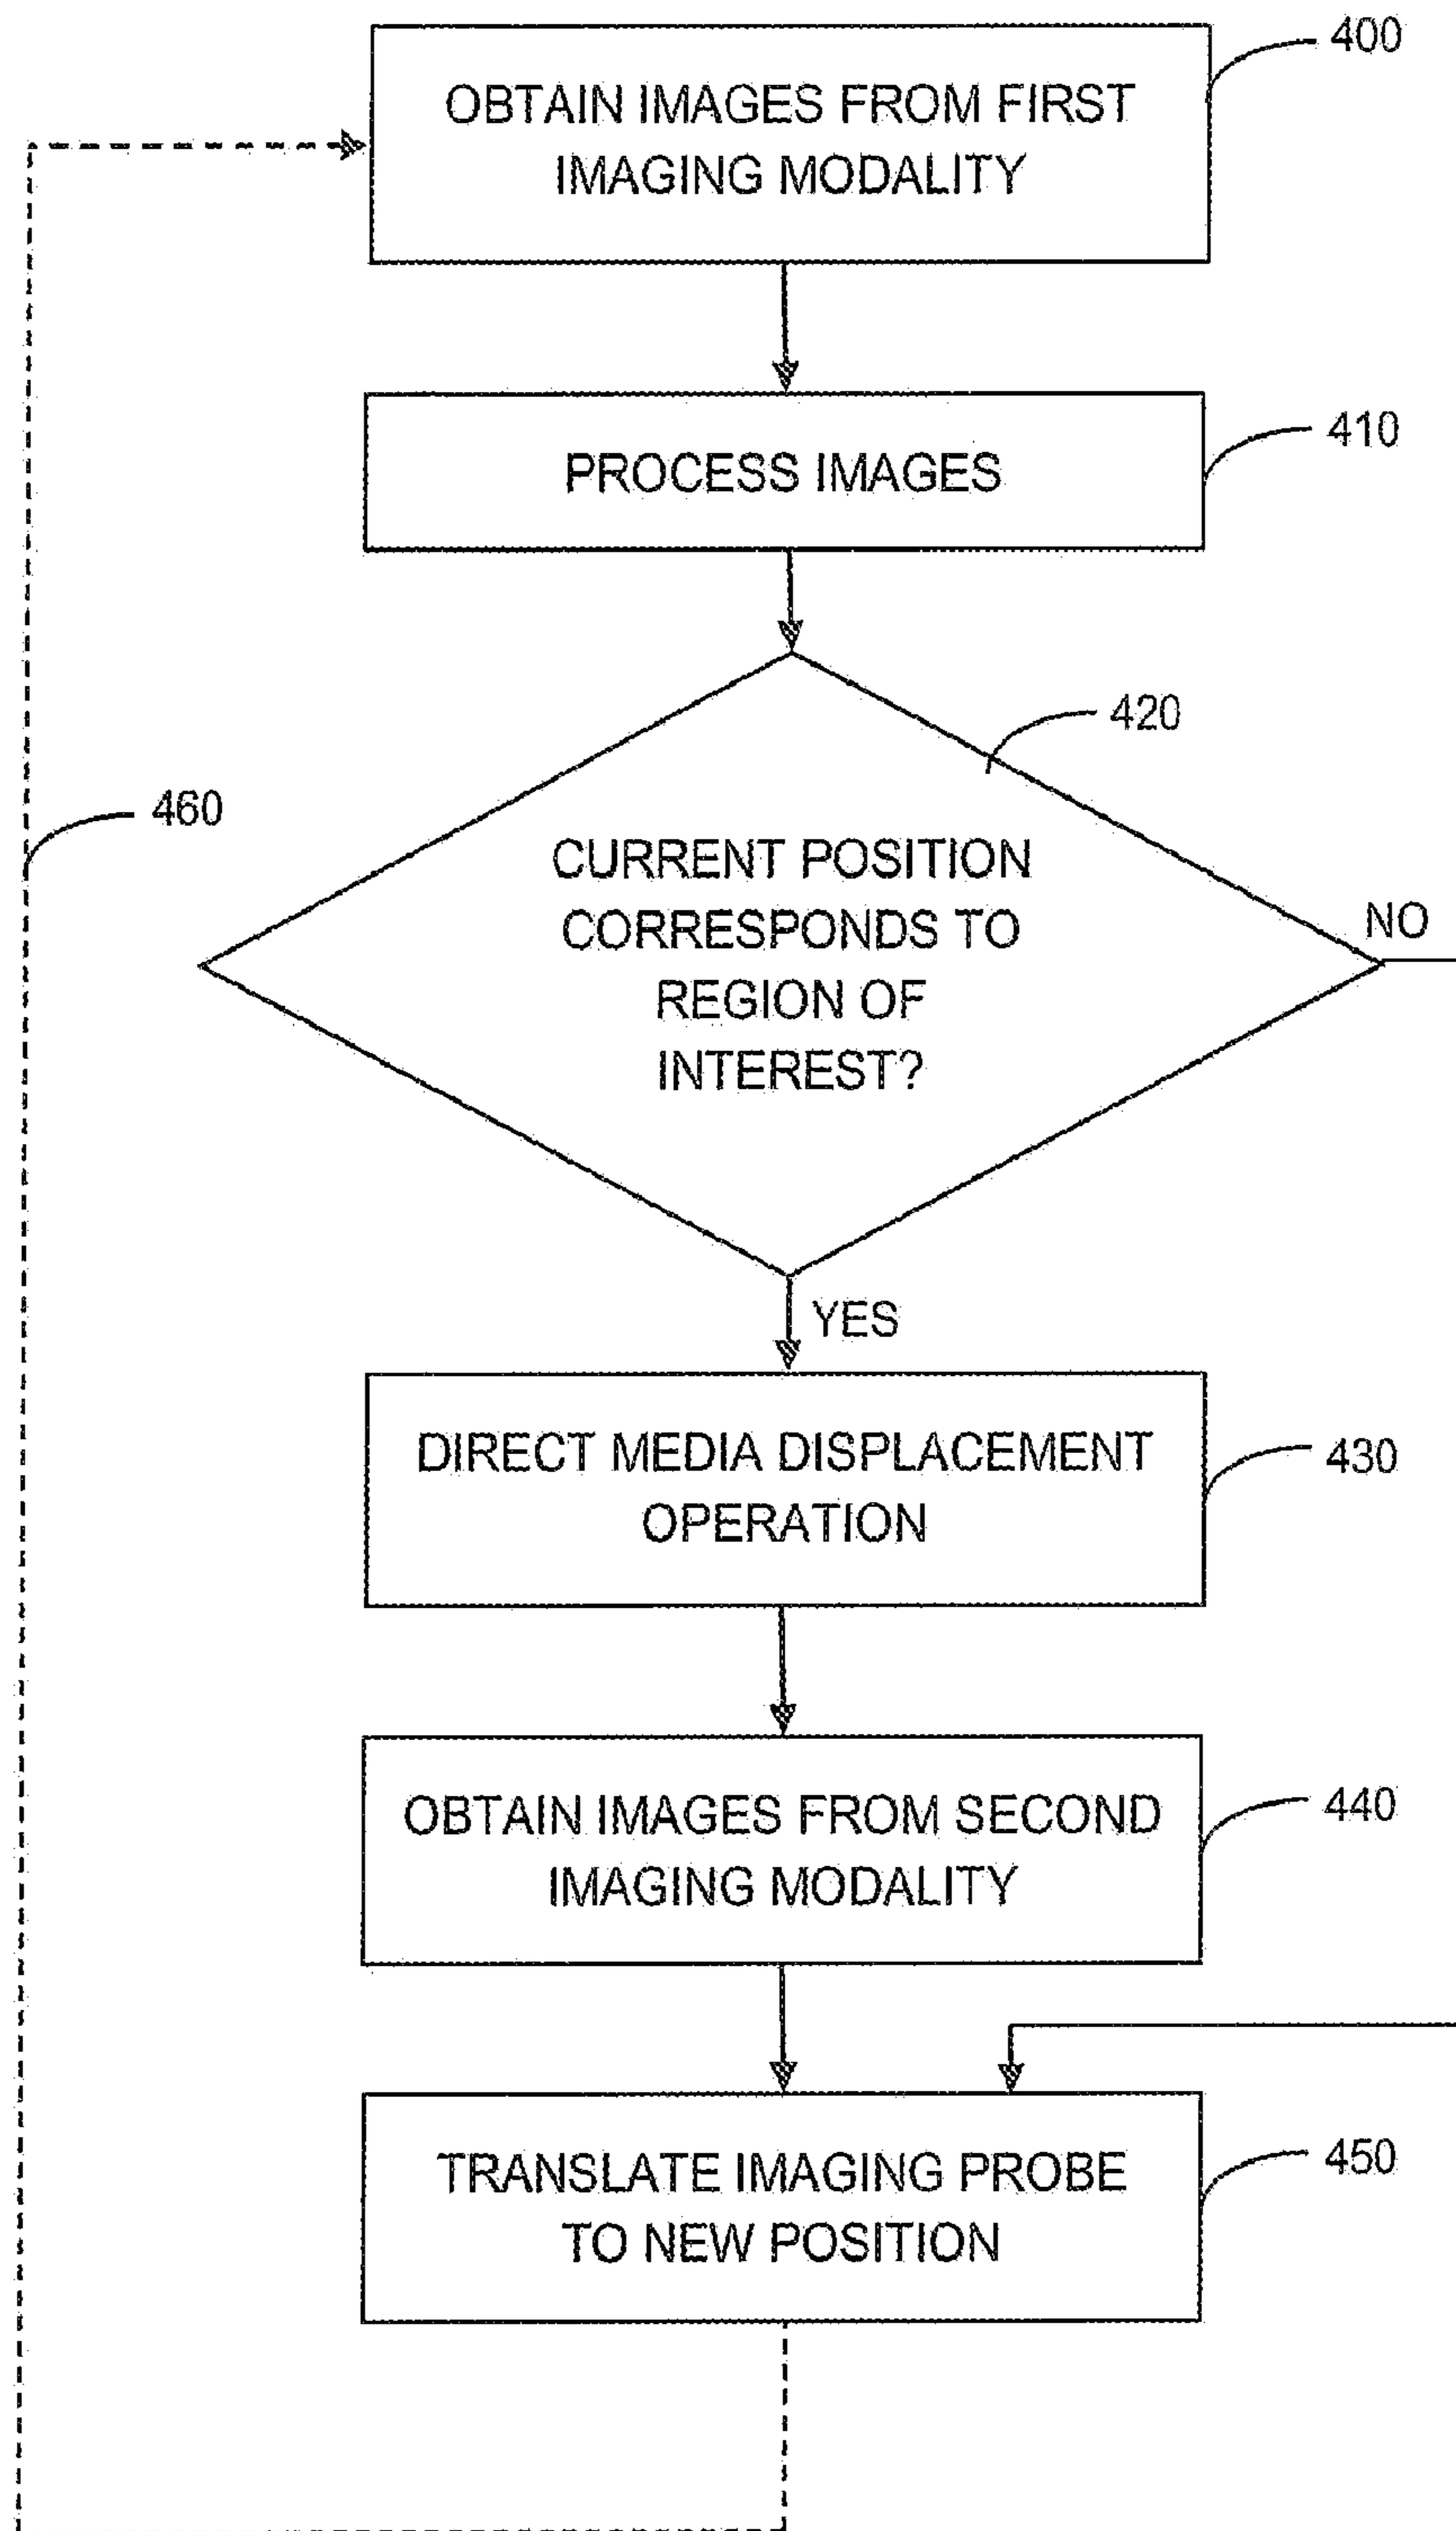 400
OBTAIN IMAGES FROM FIRST
IMAGING MODALITY
410
PROCESS IMAGES
420
460
CURRENT POSITION
CORRESPONDS TO
REGION OF
INTEREST?
NO
YES
DIRECT MEDIA DISPLACEMENT
OPERATION
430
OBTAIN IMAGES FROM SECOND
IMAGING MODALITY
440
TRANSLATE IMAGING PROBE
TO NEW POSITION
450